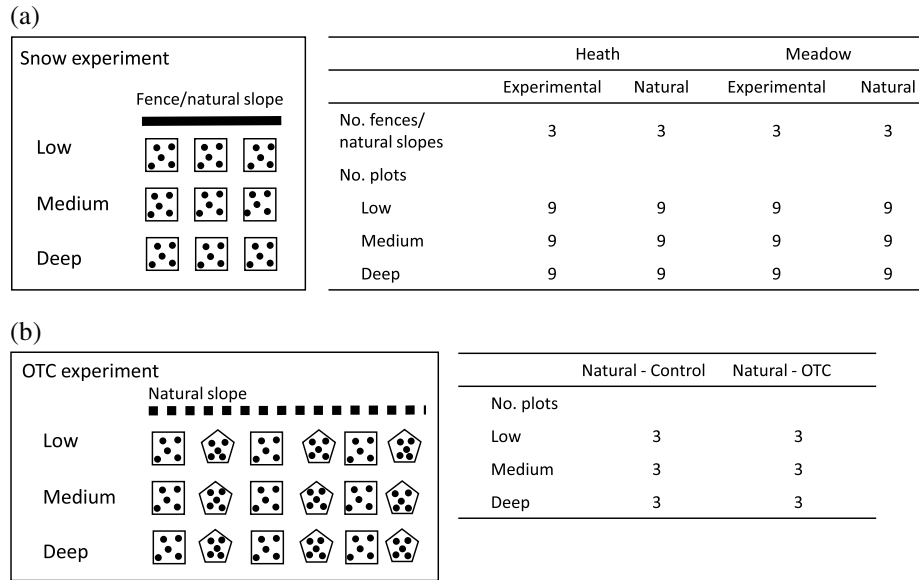 (a)
Snow experiment
Fence/natural slope
Low
Medium
Deep
Heath Meadow
Experimental Natural Experimental Natural
No. fences/
natural slopes 3 3 3 3
No. plots
Low 9 9 9 9
Medium 9 9 9 9
Deep 9 9 9 9
(b)
OTC experiment
Natural slope
Low
Medium
Deep
Natural - Control Natural - OTC
No. plots
Low 3 3
Medium 3 3
Deep 3 3